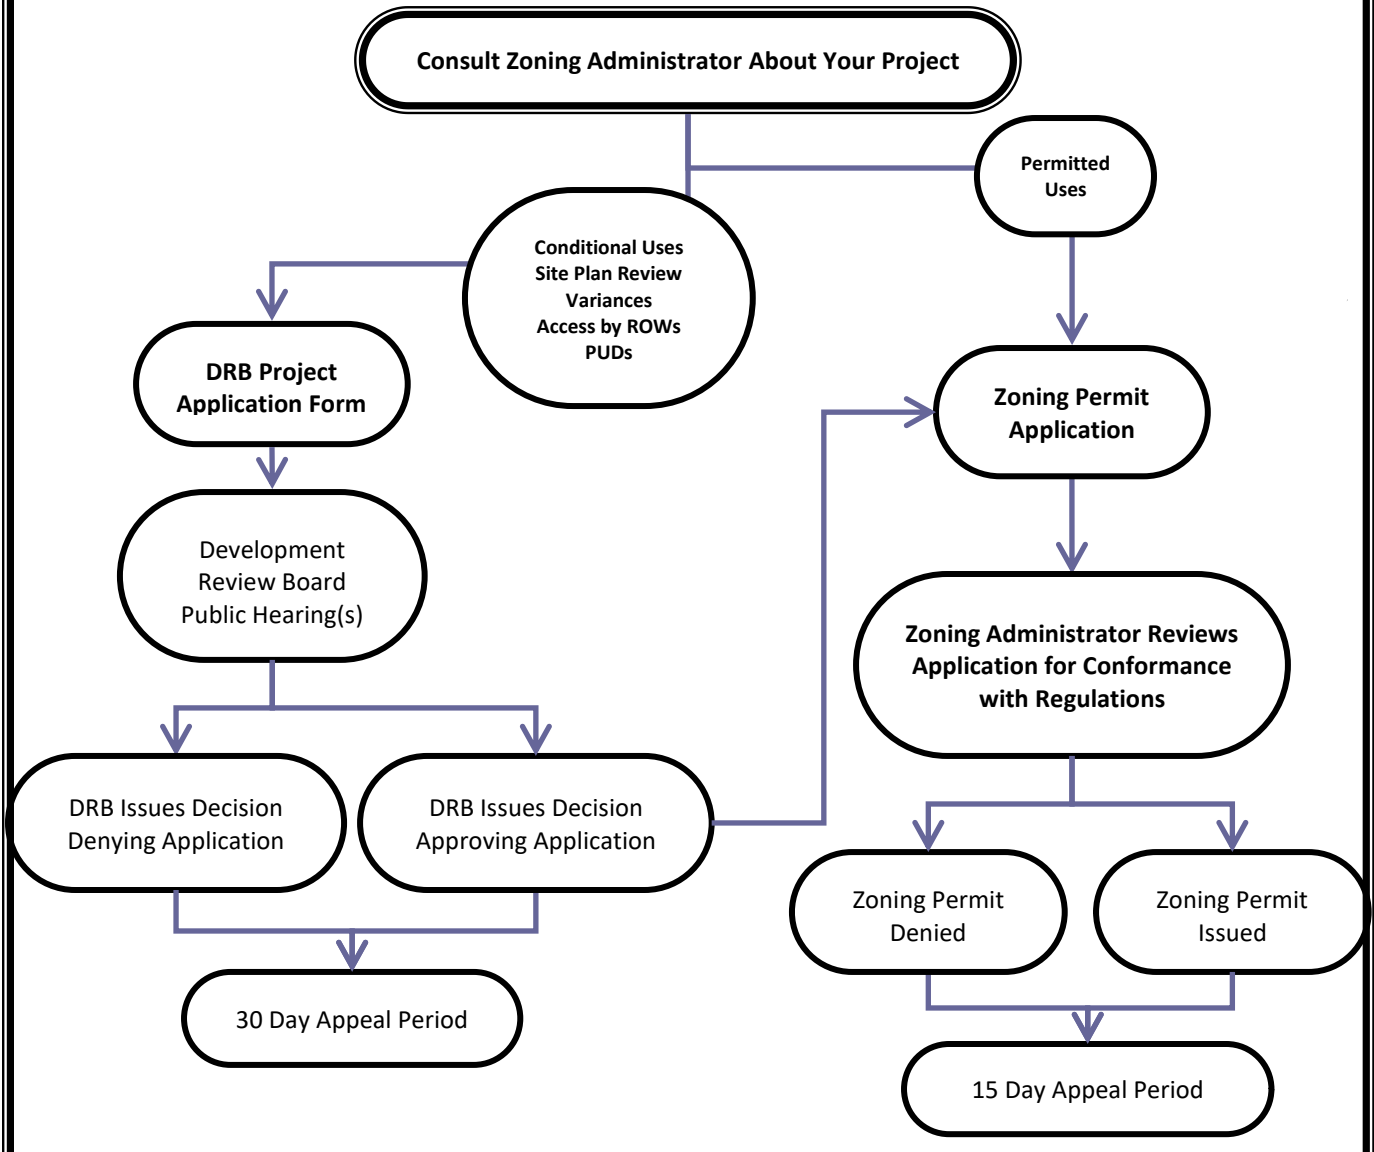 Consult Zoning Administrator About Your Project
Permitted
Uses
Conditional Uses
Site Plan Review
Variances
Access by ROWs
PUDs
DRB Project
Application Form
Zoning Permit
Application
Development
Review Board
Public Hearing(s)
Zoning Administrator Reviews
Application for Conformance
with Regulations
DRB Issues Decision
Denying Application
DRB Issues Decision
Approving Application
Zoning Permit
Denied
Zoning Permit
Issued
30 Day Appeal Period
15 Day Appeal Period